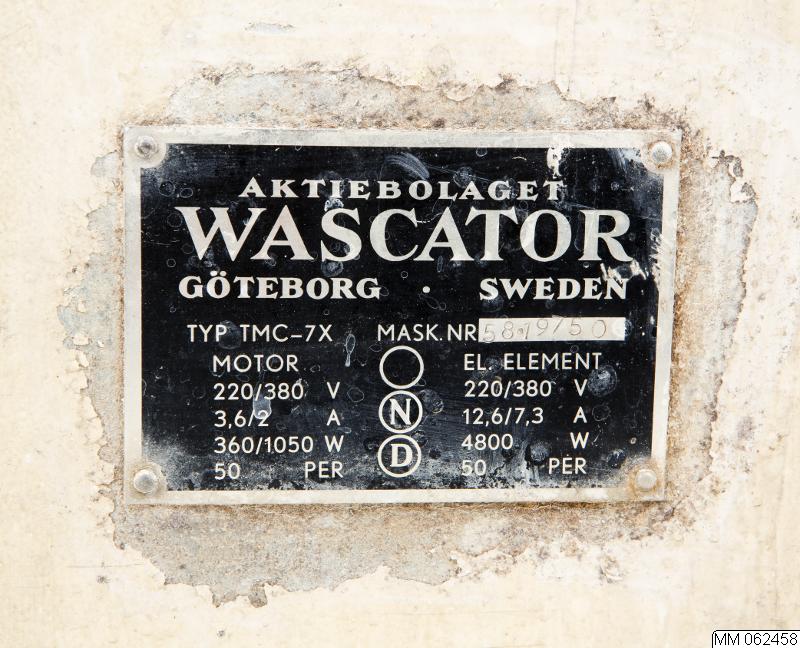 AKTIEBOLAGET
WASCATOR
GÖTEBORG · SWEDEN
TYP TMC-7X MASK. NR
MOTOR EL. ELEMENT
220/380 V 220/380 V
3,6/2 A N 12,6/7,3 A
360/1050 W 4800 W
D
50 PER 50 PER
MM 062458